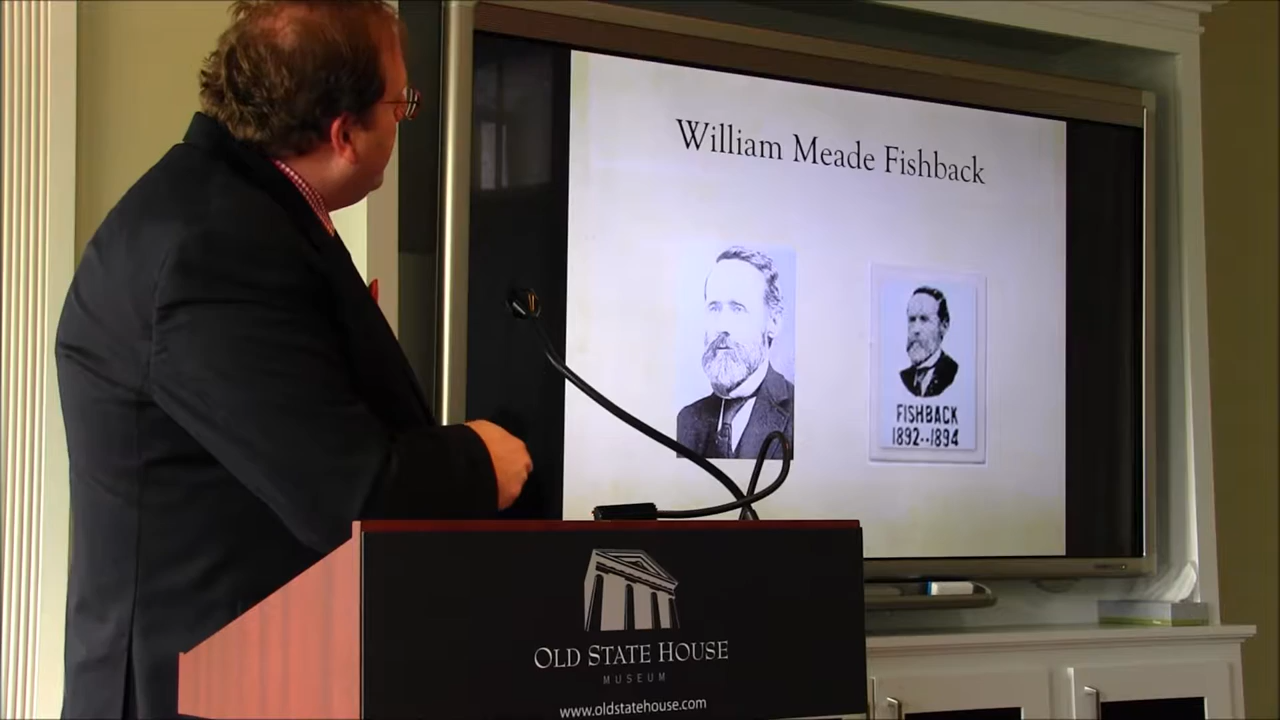 William Meade Fishback
FISHBACK
1892--1894
OLD STATE HOUSE
MUSEUM
www.oldstatehouse.com